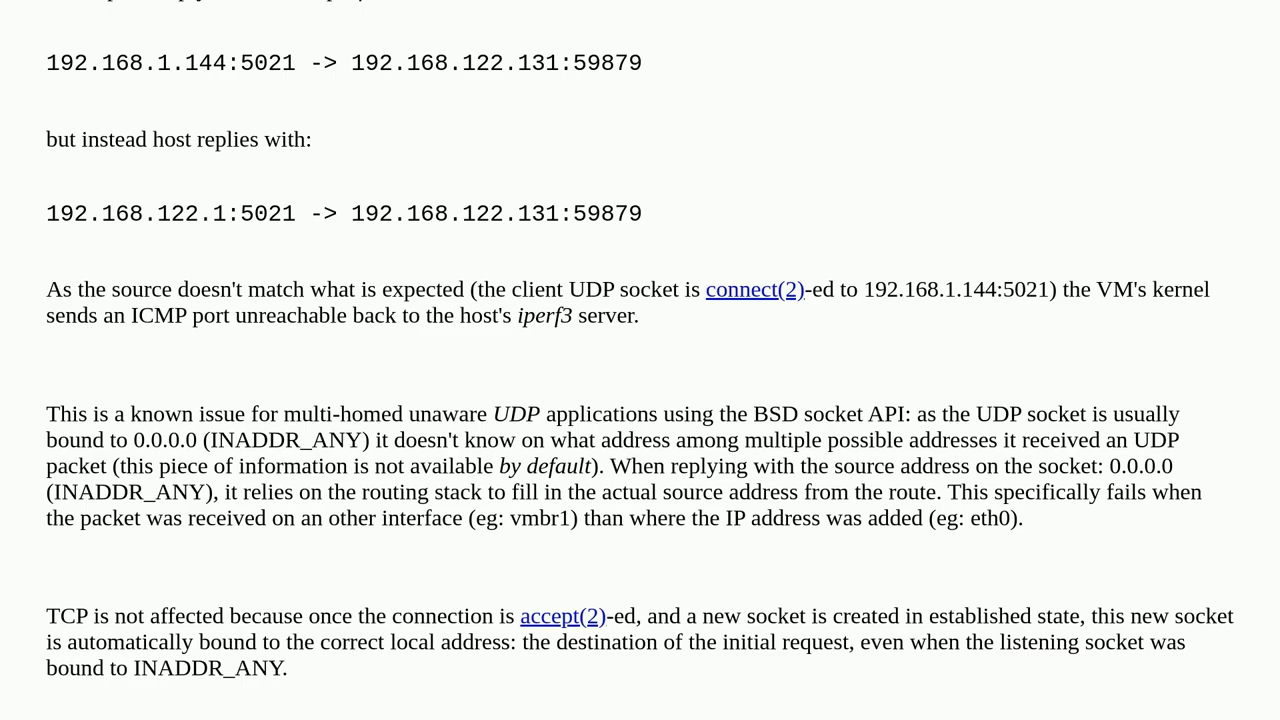 192.168.1.144:5021 -> 192.168.122.131:59879
but instead host replies with:
192.168.122.1:5021 -> 192.168.122.131:59879
As the source doesn't match what is expected (the client UDP socket is connect(2)-ed to 192.168.1.144:5021) the VM's kernel
sends an ICMP port unreachable back to the host's iperf3 server.
This is a known issue for multi-homed unaware UDP applications using the BSD socket API: as the UDP socket is usually
bound to 0.0.0.0 (INADDR_ANY) it doesn't know on what address among multiple possible addresses it received an UDP
packet (this piece of information is not available by default). When replying with the source address on the socket: 0.0.0.0
(INADDR_ANY), it relies on the routing stack to fill in the actual source address from the route. This specifically fails when
the packet was received on an other interface (eg: vmbr1) than where the IP address was added (eg: eth0).
TCP is not affected because once the connection is accept(2)-ed, and a new socket is created in established state, this new socket
is automatically bound to the correct local address: the destination of the initial request, even when the listening socket was
bound to INADDR_ANY.